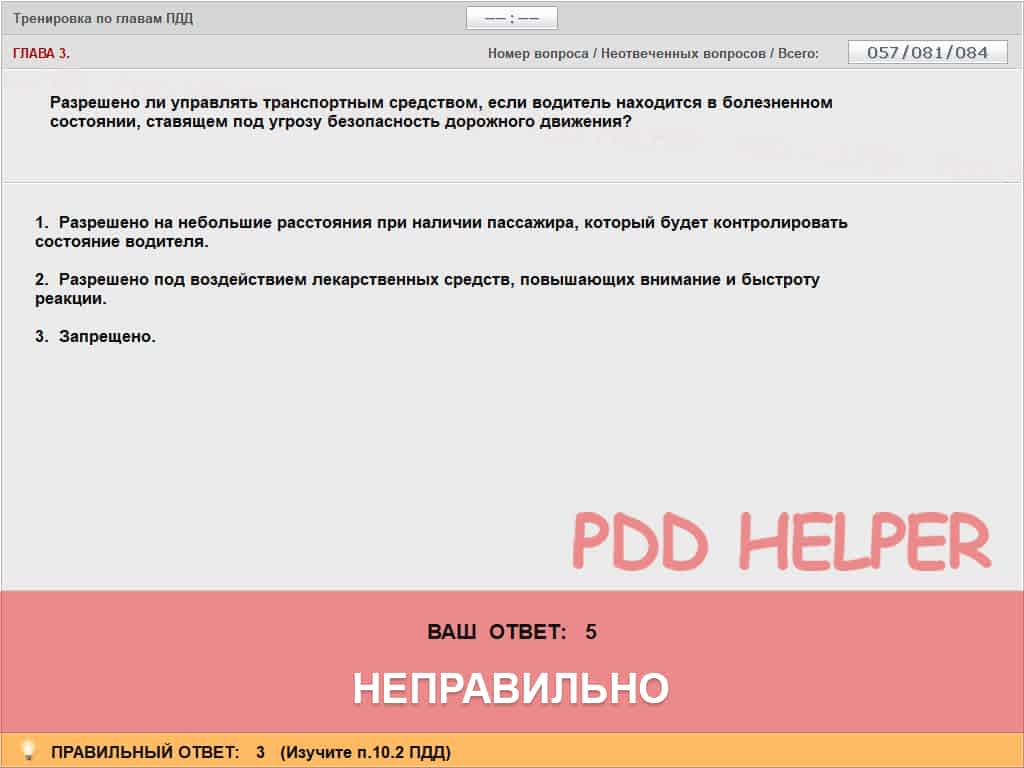 Тренировка по главам ПДД
—— : ——
ГЛАВА 3.
Номер вопроса / Неотвеченных вопросов / Всего:
057/081/084
Разрешено ли управлять транспортным средством, если водитель находится в болезненном
состоянии, ставящем под угрозу безопасность дорожного движения?
1. Разрешено на небольшие расстояния при наличии пассажира, который будет контролировать
состояние водителя.
2. Разрешено под воздействием лекарственных средств, повышающих внимание и быстроту
реакции.
3. Запрещено.
PDD HELPER
ВАШ ОТВЕТ: 5
НЕПРАВИЛЬНО
ПРАВИЛЬНЫЙ ОТВЕТ: 3 (Изучите п.10.2 ПДД)